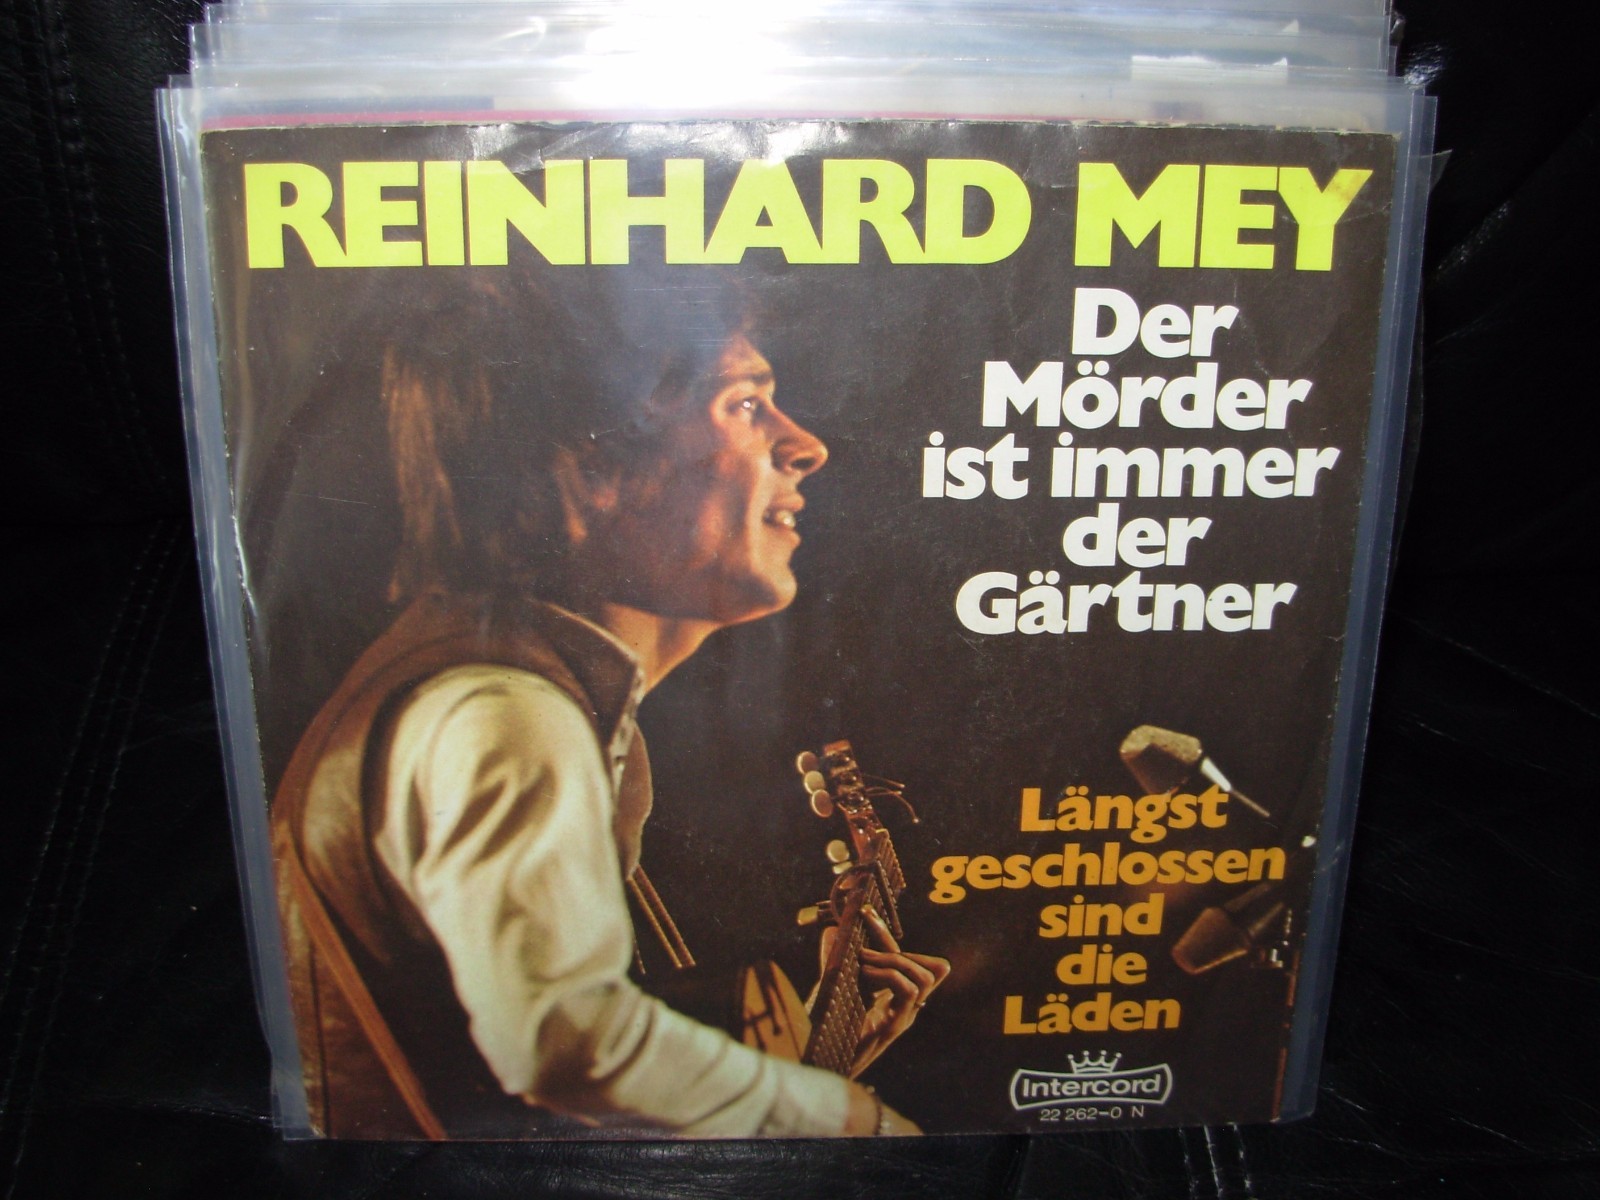 REINHARD MEY
Der
Mörder
ist immer
der
Gärtner
Längst
geschlossen
sind
die
Läden
Intercord
22 262-0 N